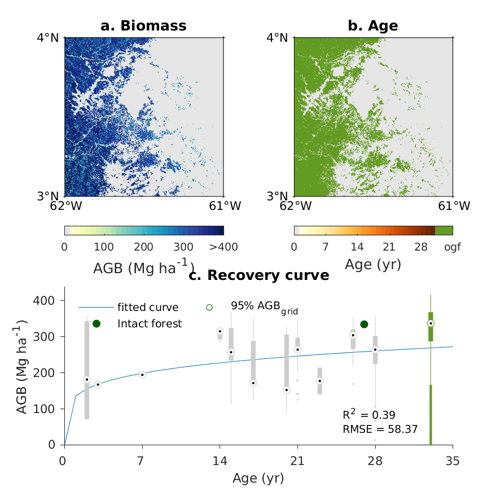 a. Biomass
b. Age
4°N
4°N
3°N
3°N
62°W
61°W
62°W
61°W
0 100 200 300 >400
0 7 14 21 28 ogf
AGB (Mg ha⁻¹)
Age (yr)
c. Recovery curve
400
300
200
100
0
AGB (Mg ha⁻¹)
fitted curve
95% AGB_grid
Intact forest
R² = 0.39
RMSE = 58.37
0 7 14 21 28 35
Age (yr)